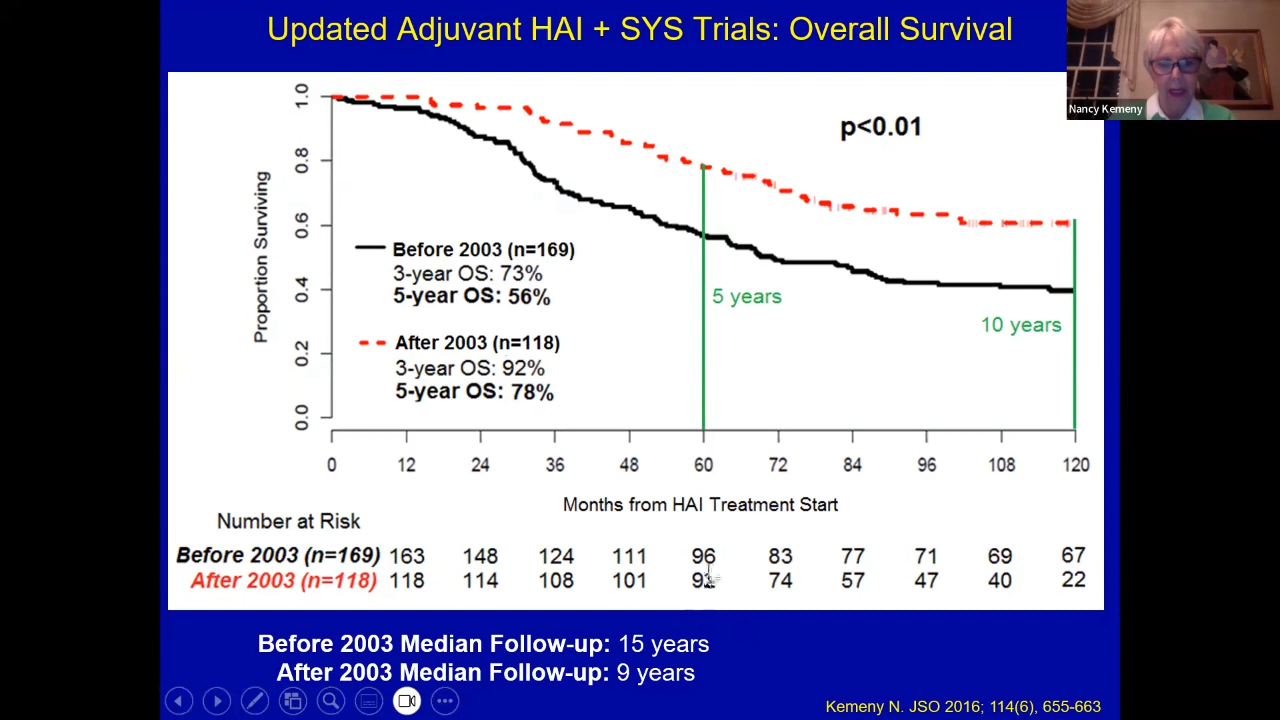 Updated Adjuvant HAI + SYS Trials: Overall Survival
Nancy Kemeny
p<0.01
Proportion Surviving
1.0
0.8
0.6
0.4
0.2
0.0
Before 2003 (n=169)
3-year OS: 73%
5-year OS: 56%
After 2003 (n=118)
3-year OS: 92%
5-year OS: 78%
5 years
10 years
0 12 24 36 48 60 72 84 96 108 120
Months from HAI Treatment Start
Number at Risk
Before 2003 (n=169) 163 148 124 111 96 83 77 71 69 67
After 2003 (n=118) 118 114 108 101 74 57 47 40 22
Before 2003 Median Follow-up: 15 years
After 2003 Median Follow-up: 9 years
Kemeny N. JSO 2016; 114(6), 655-663